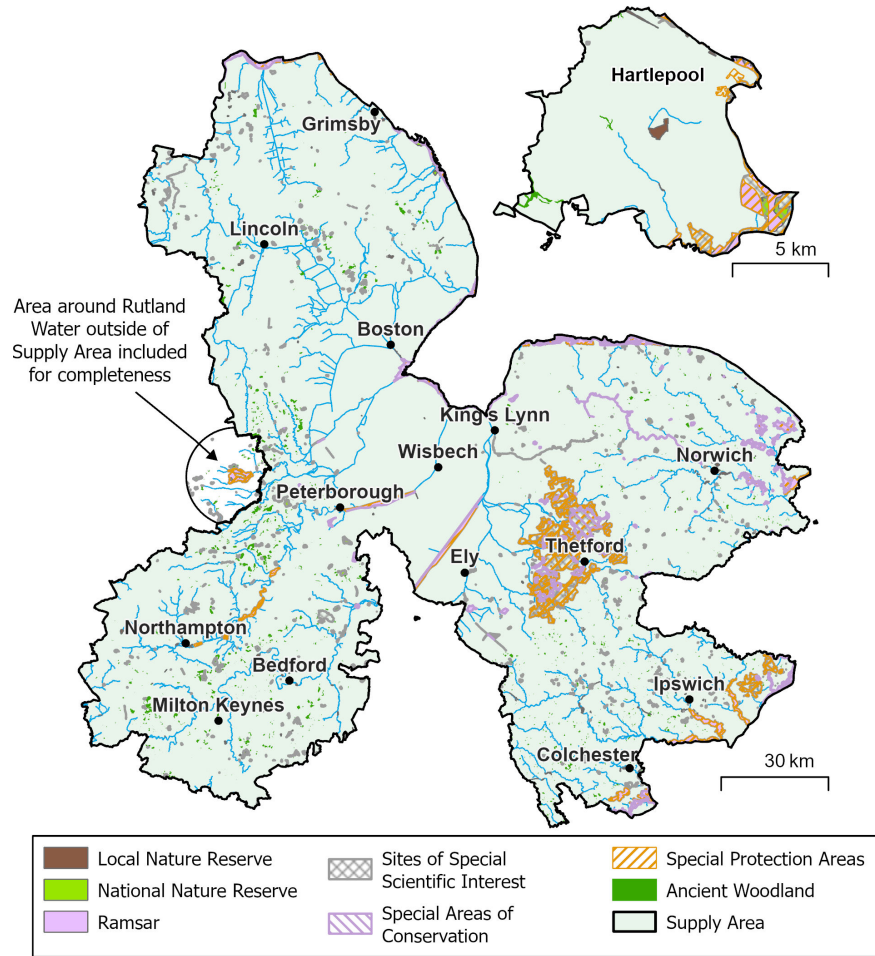 Hartlepool
5 km
Grimsby
Lincoln
Area around Rutland
Water outside of
Supply Area included
for completeness
Boston
King's Lynn
Wisbech
Norwich
Peterborough
Ely
Thetford
Northampton
Bedford
Ipswich
Milton Keynes
Colchester
30 km
Local Nature Reserve
National Nature Reserve
Ramsar
Sites of Special
Scientific Interest
Special Areas of
Conservation
Special Protection Areas
Ancient Woodland
Supply Area